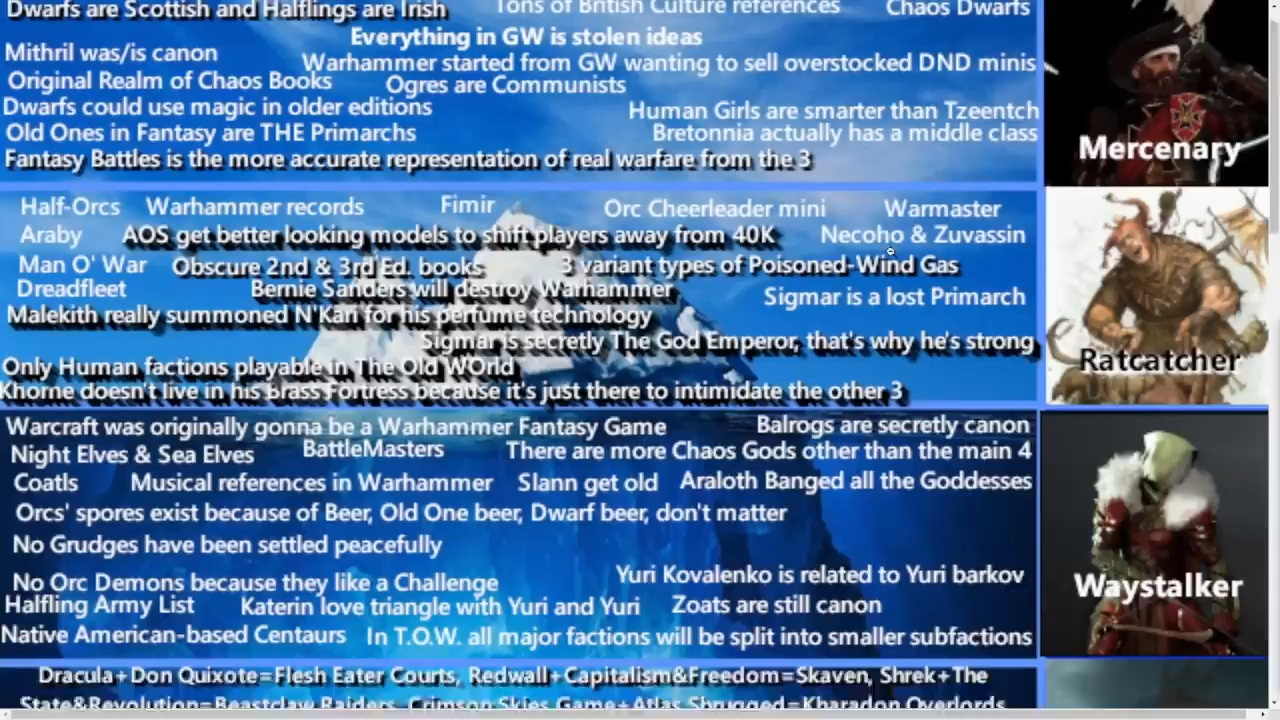 Dwarfs are Scottish and Halflings are Irish
Tons of British Culture references
Chaos Dwarfs
Everything in GW is stolen ideas
Mithril was/is canon
Warhammer started from GW wanting to sell overstocked DND minis
Original Realm of Chaos Books
Ogres are Communists
Dwarfs could use magic in older editions
Human Girls are smarter than Tzeentch
Old Ones in Fantasy are THE Primarchs
Bretonnia actually has a middle class
Fantasy Battles is the more accurate representation of real warfare from the 3
Mercenary
Half-Orcs
Warhammer records
Fimir
Orc Cheerleader mini
Warmaster
Araby
AOS get better looking models to shift players away from 40K
Necoho & Zuvassin
Man O' War
Obscure 2nd & 3rd Ed. books
3 variant types of Poisoned-Wind Gas
Dreadfleet
Bernie Sanders will destroy Warhammer
Sigmar is a lost Primarch
Malekith really summoned N'Kari for his perfume technology
Sigmar is secretly The God Emperor, that's why he's strong
Only Human factions playable in The Old WOrld
Khorne doesn't live in his Brass Fortress because it's just there to intimidate the other 3
Ratcatcher
Warcraft was originally gonna be a Warhammer Fantasy Game
Balrogs are secretly canon
Night Elves & Sea Elves
BattleMasters
There are more Chaos Gods other than the main 4
Coatls
Musical references in Warhammer
Slann get old
Araloth Banged all the Goddesses
Orcs' spores exist because of Beer, Old One beer, Dwarf beer, don't matter
No Grudges have been settled peacefully
No Orc Demons because they like a Challenge
Yuri Kovalenko is related to Yuri barkov
Halfling Army List
Katerin love triangle with Yuri and Yuri
Zoats are still canon
Native American-based Centaurs
In T.O.W. all major factions will be split into smaller subfactions
Waystalker
Dracula+Don Quixote=Flesh Eater Courts, Redwall+Capitalism&Freedom=Skaven, Shrek+The
State&Revolution=Beastclaw Raiders, Crimson Skies Game+Atlas Shrugged=Kharadon Overlords